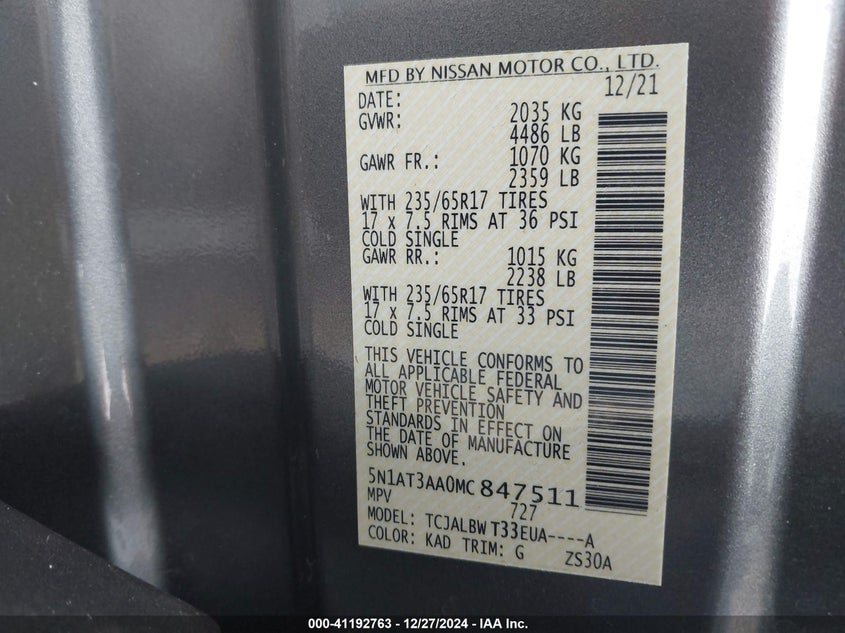 MFD BY NISSAN MOTOR CO., LTD.
DATE: 12/21
GVWR: 2035 KG
4486 LB
GAWR FR.: 1070 KG
2359 LB
WITH 235/65R17 TIRES
17 x 7.5 RIMS AT 36 PSI
COLD SINGLE
GAWR RR.: 1015 KG
2238 LB
WITH 235/65R17 TIRES
17 x 7.5 RIMS AT 33 PSI
COLD SINGLE
THIS VEHICLE CONFORMS TO
ALL APPLICABLE FEDERAL
MOTOR VEHICLE SAFETY AND
THEFT PREVENTION
STANDARDS IN EFFECT ON
THE DATE OF MANUFACTURE
SHOWN ABOVE.
5N1AT3AA0MC 847511
MPV 727
MODEL: TCJALBW T33EUA----A
COLOR: KAD TRIM: G ZS30A
000-41192763 - 12/27/2024 - IAA Inc.